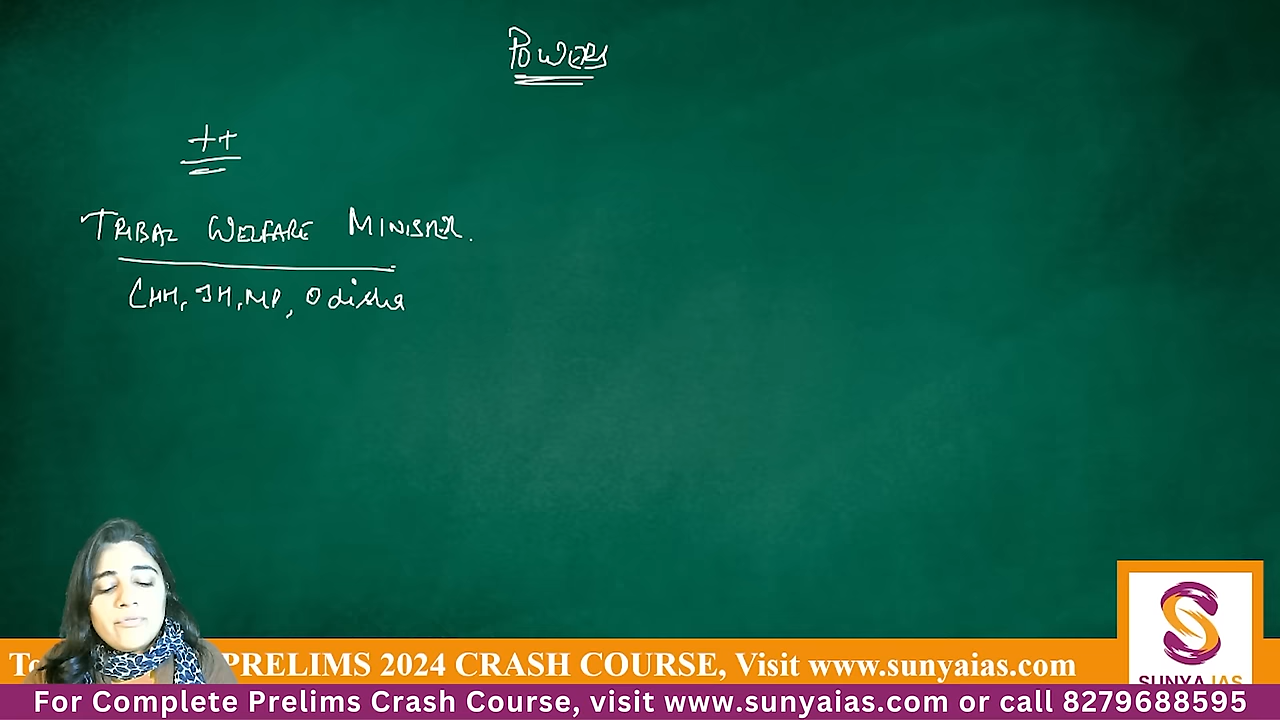 POWERS
++
TRIBAL WELFARE MINISTER.
CHH, JH, MP, Odisha
PRELIMS 2024 CRASH COURSE, Visit www.sunyaias.com
SUNYA IAS
For Complete Prelims Crash Course, visit www.sunyaias.com or call 8279688595